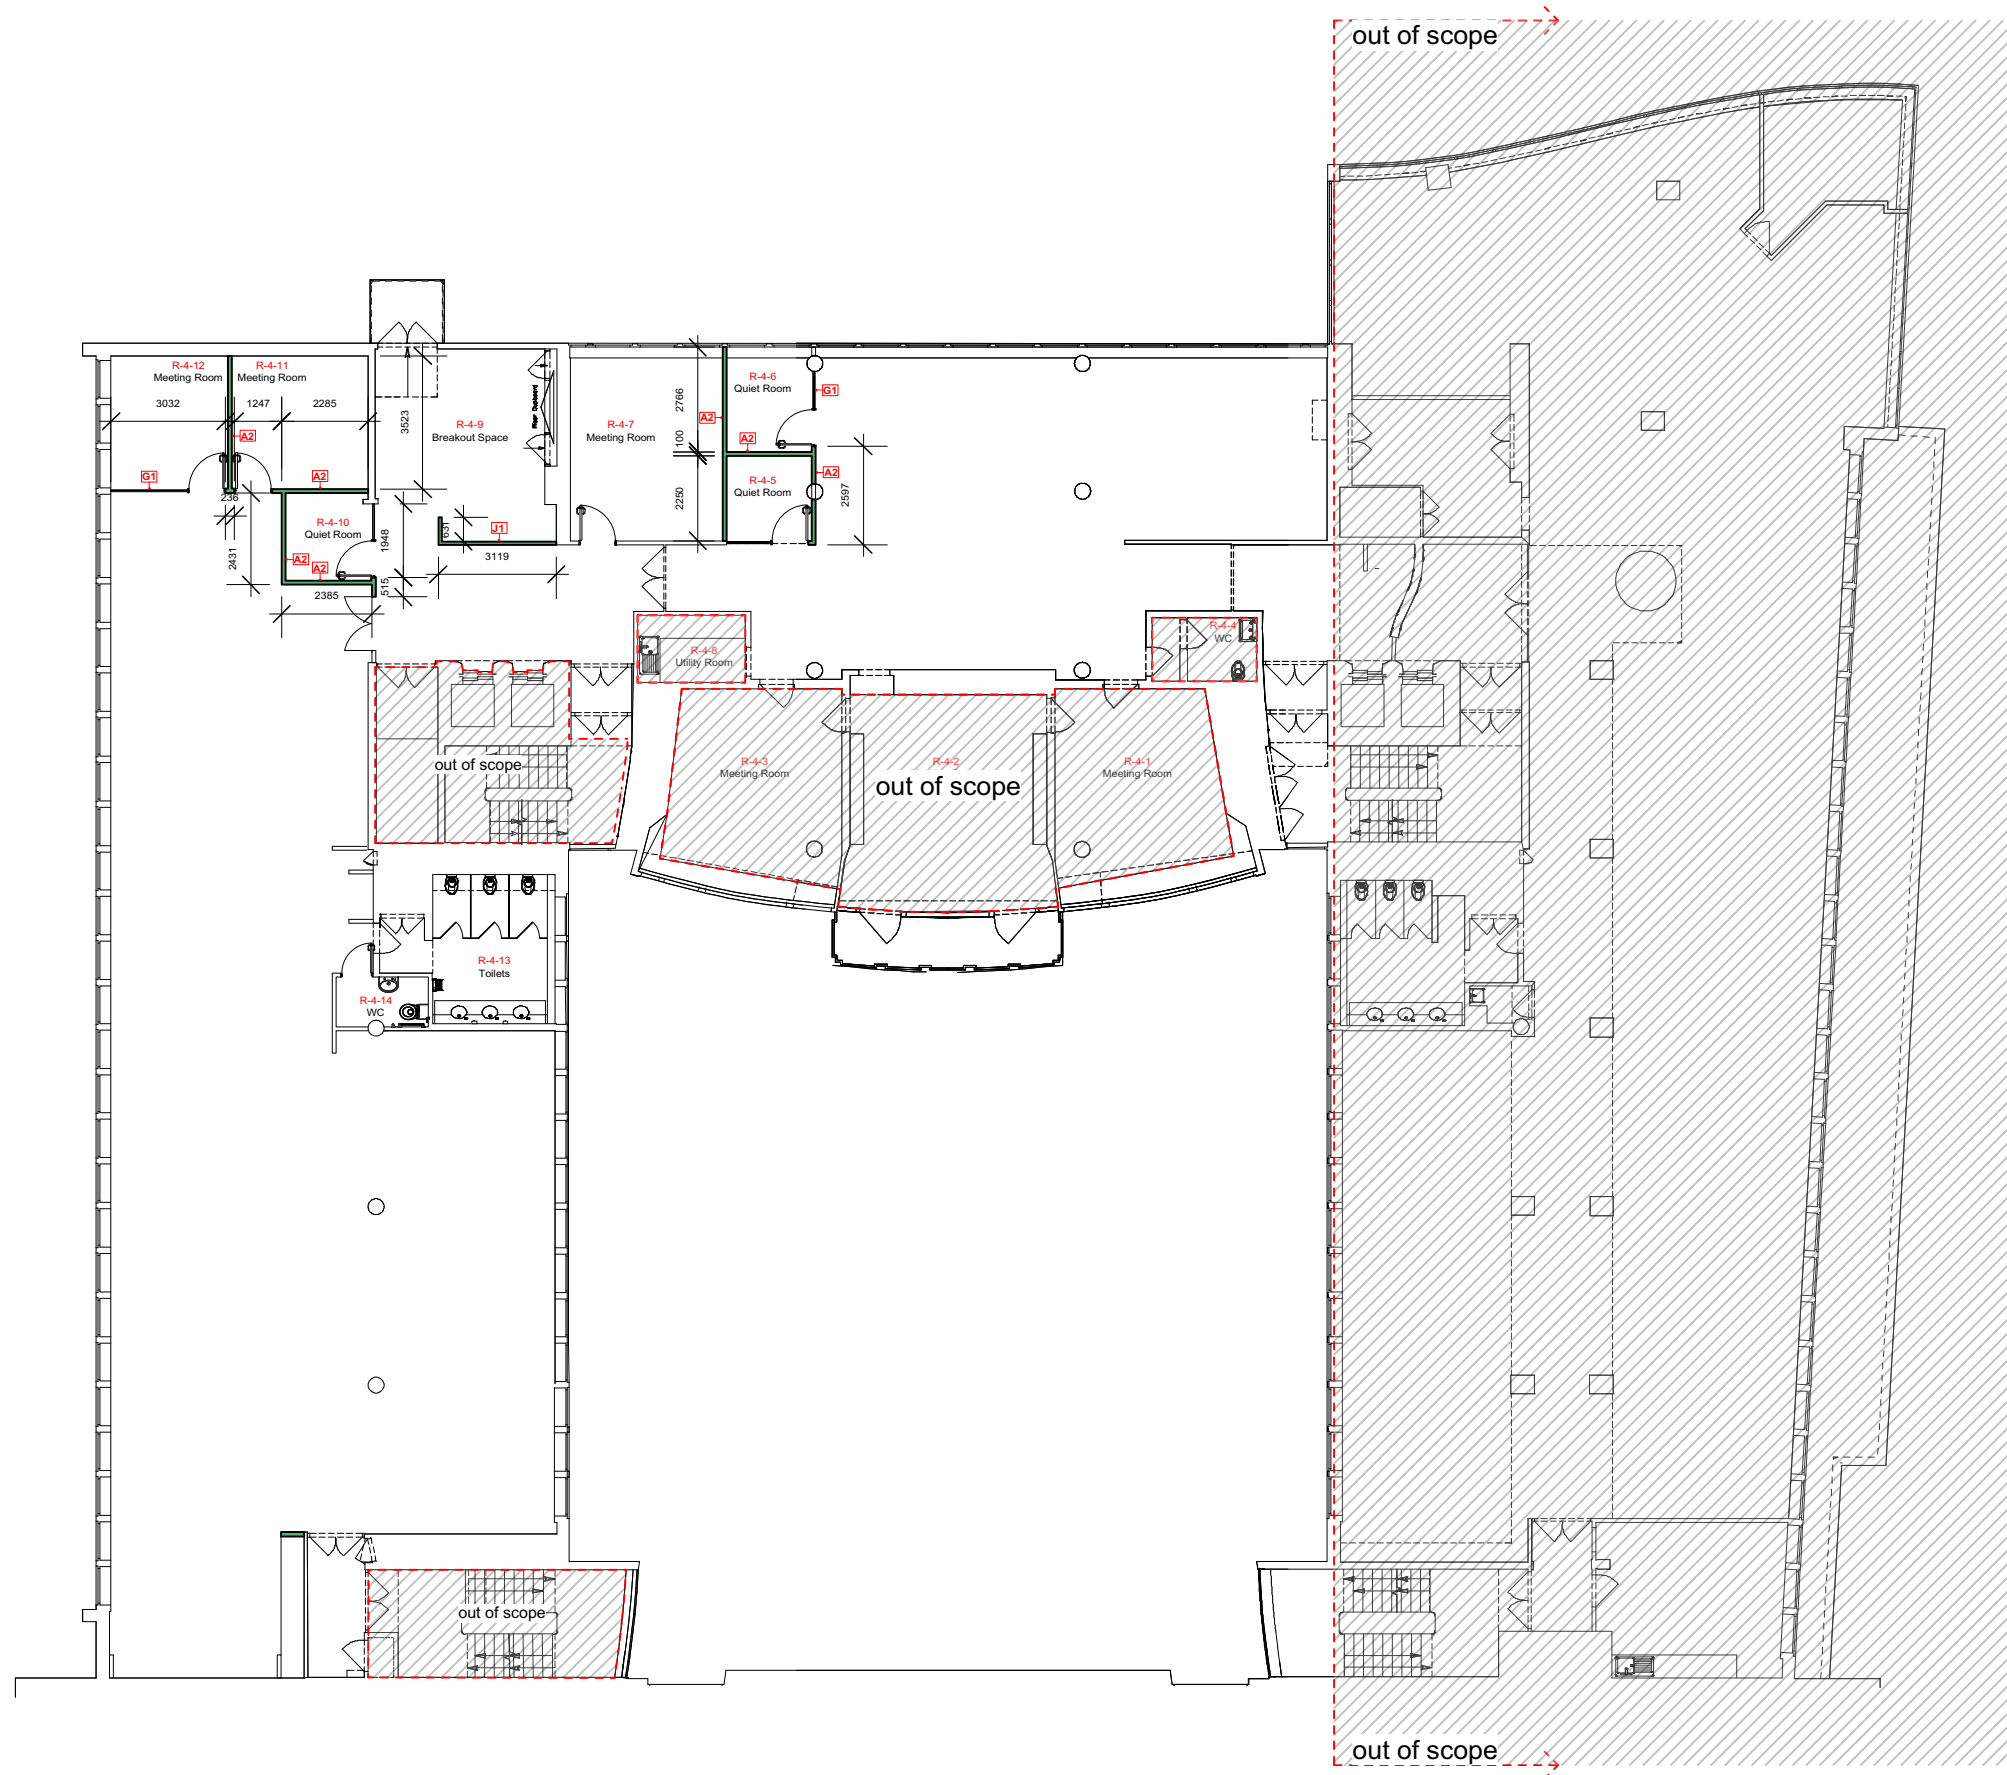 out of scope
R-4-12
Meeting Room
R-4-11
Meeting Room
3032
1247
2285
A2
G1
A2
236
2431
R-4-10
Quiet Room
A2
A2
2385
1948
515
3523
R-4-9
Breakout Space
631
J1
3119
R-4-7
Meeting Room
2766
100
2250
A2
R-4-6
Quiet Room
G1
A2
A2
R-4-5
Quiet Room
2597
R-4-8
Utility Room
R-4-4
WC
out of scope
R-4-3
Meeting Room
R-4-2
out of scope
R-4-1
Meeting Room
R-4-13
Toilets
R-4-14
WC
out of scope
out of scope